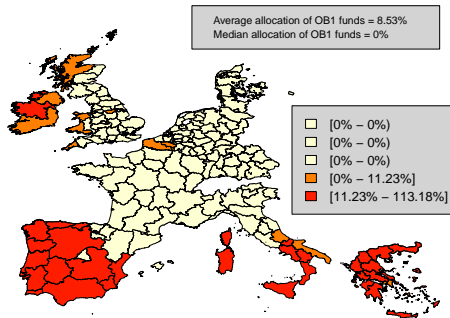 Average allocation of OB1 funds = 8.53%
Median allocation of OB1 funds = 0%
[0% − 0%)
[0% − 0%)
[0% − 0%)
[0% − 11.23%]
[11.23% − 113.18%]